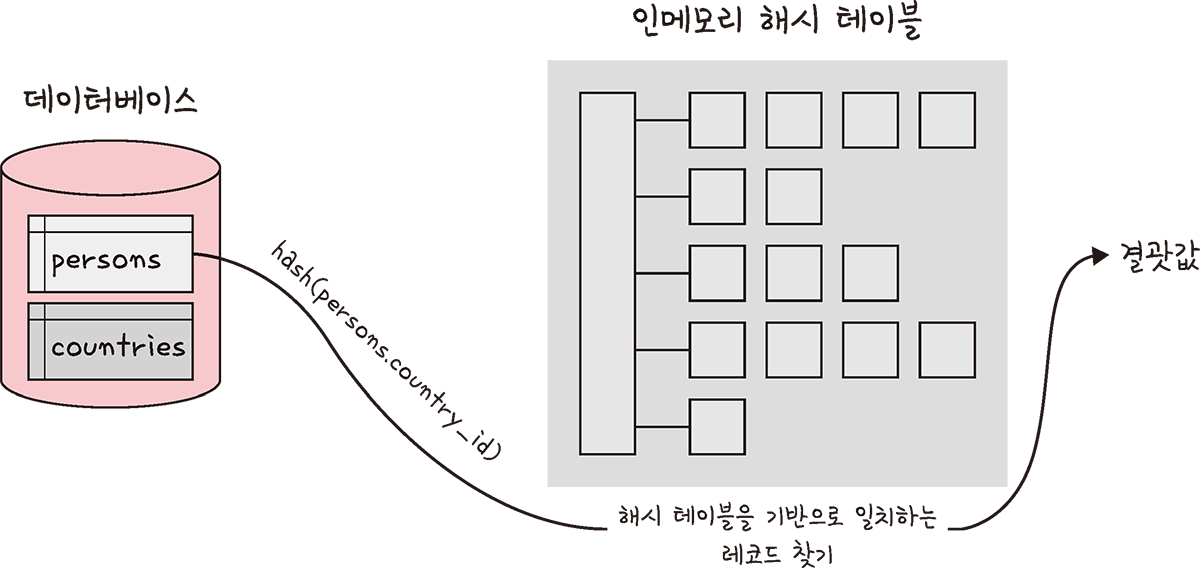 인메모리 해시 테이블
데이터베이스
persons
countries
hash(persons.country_id)
결괏값
해시 테이블을 기반으로 일치하는
레코드 찾기